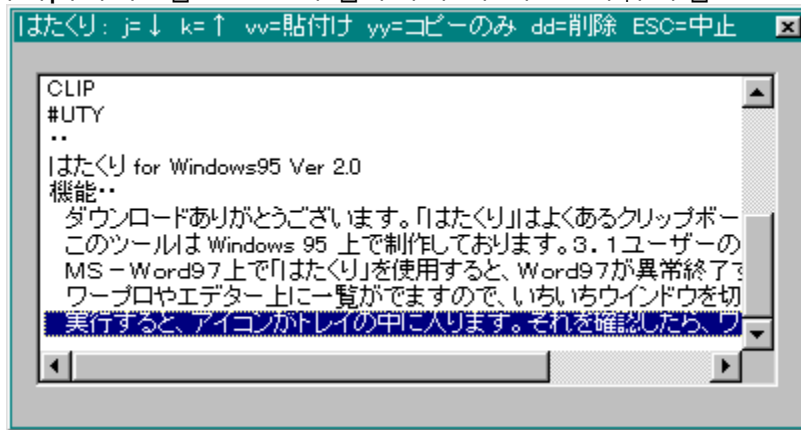 はたくり: j=↓ k=↑ vv=貼付け yy=コピーのみ dd=削除 ESC=中止
CLIP
#UTY
・・
はたくり for Windows95 Ver 2.0
機能・・
ダウンロードありがとうございます。「はたくり」はよくあるクリップボー
このツールは Windows 95 上で制作しております。3.1ユーザーの
MS-Word97上で「はたくり」を使用すると、Word97が異常終了す
ワープロやエデター上に一覧がでますので、いちいちウインドウを切
実行すると、アイコンがトレイの中に入ります。それを確認したら、ワ